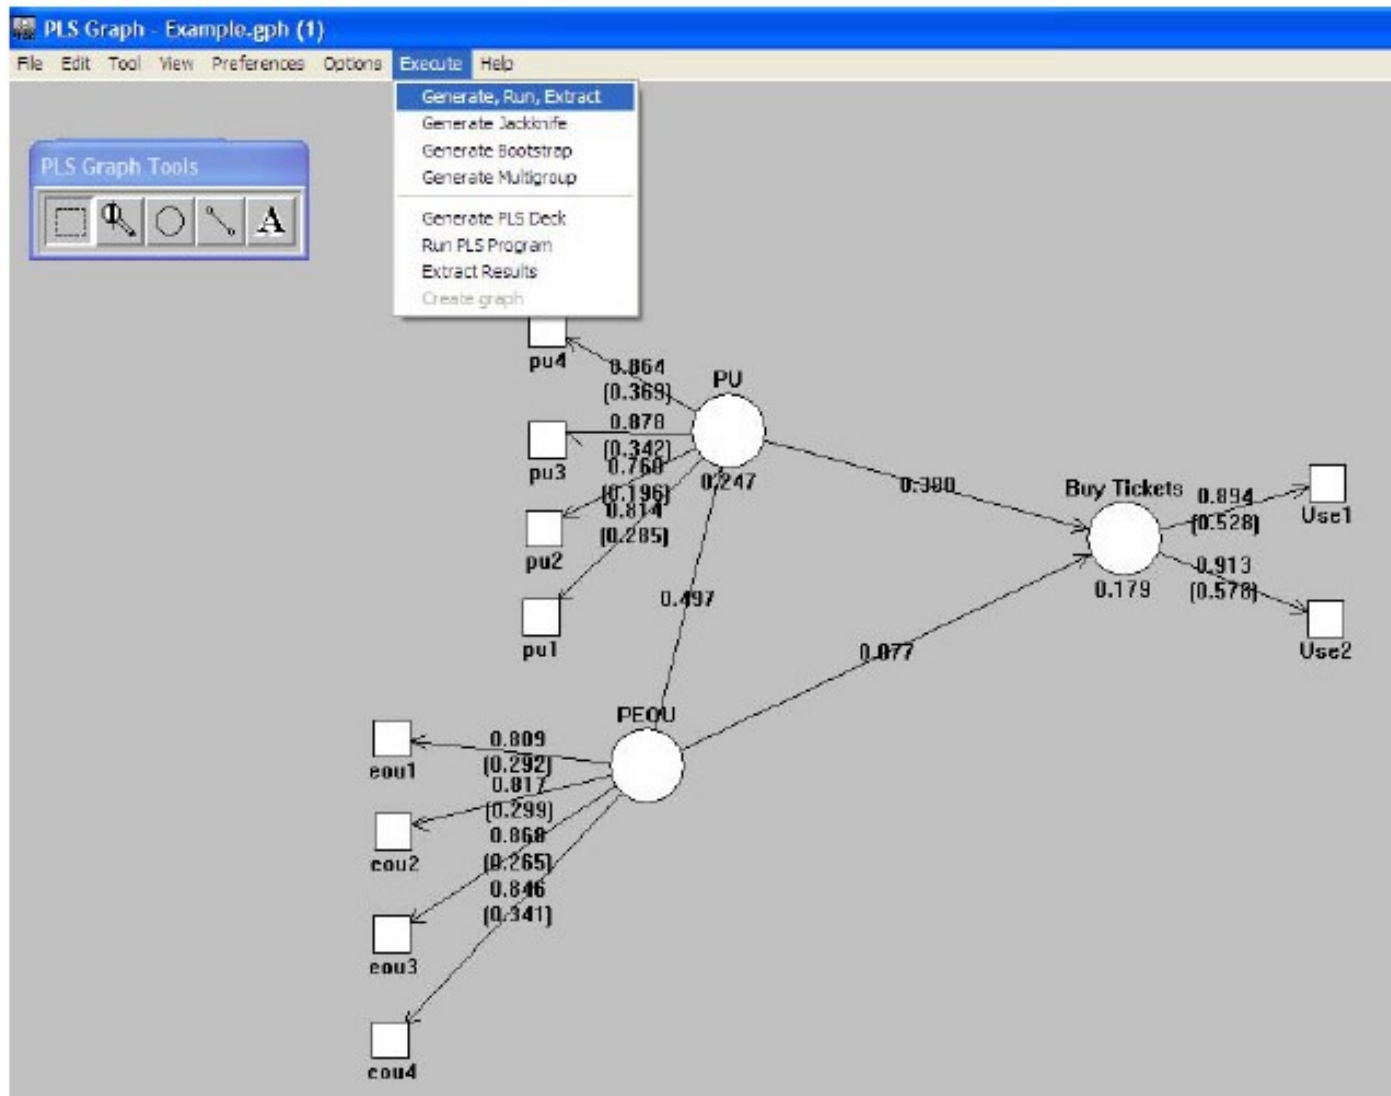 PLS Graph - Example.gph (1)
File Edit Tool View Preferences Options Execute Help
Generate, Run, Extract
Generate Jackknife
Generate Bootstrap
Generate Multigroup
Generate PLS Deck
Run PLS Program
Extract Results
Create graph
PLS Graph Tools
A
pu4
0.864
(0.369)
PU
0.878
(0.342)
pu3
0.760
(0.196)
0.247
0.814
(0.285)
pu2
0.380
Buy Tickets
0.894
(0.528)
Use1
0.913
(0.578)
0.179
Use2
pu1
0.497
0.077
PEOU
eou1
0.809
(0.292)
0.817
(0.299)
eou2
0.868
(0.265)
0.846
(0.341)
eou3
eou4